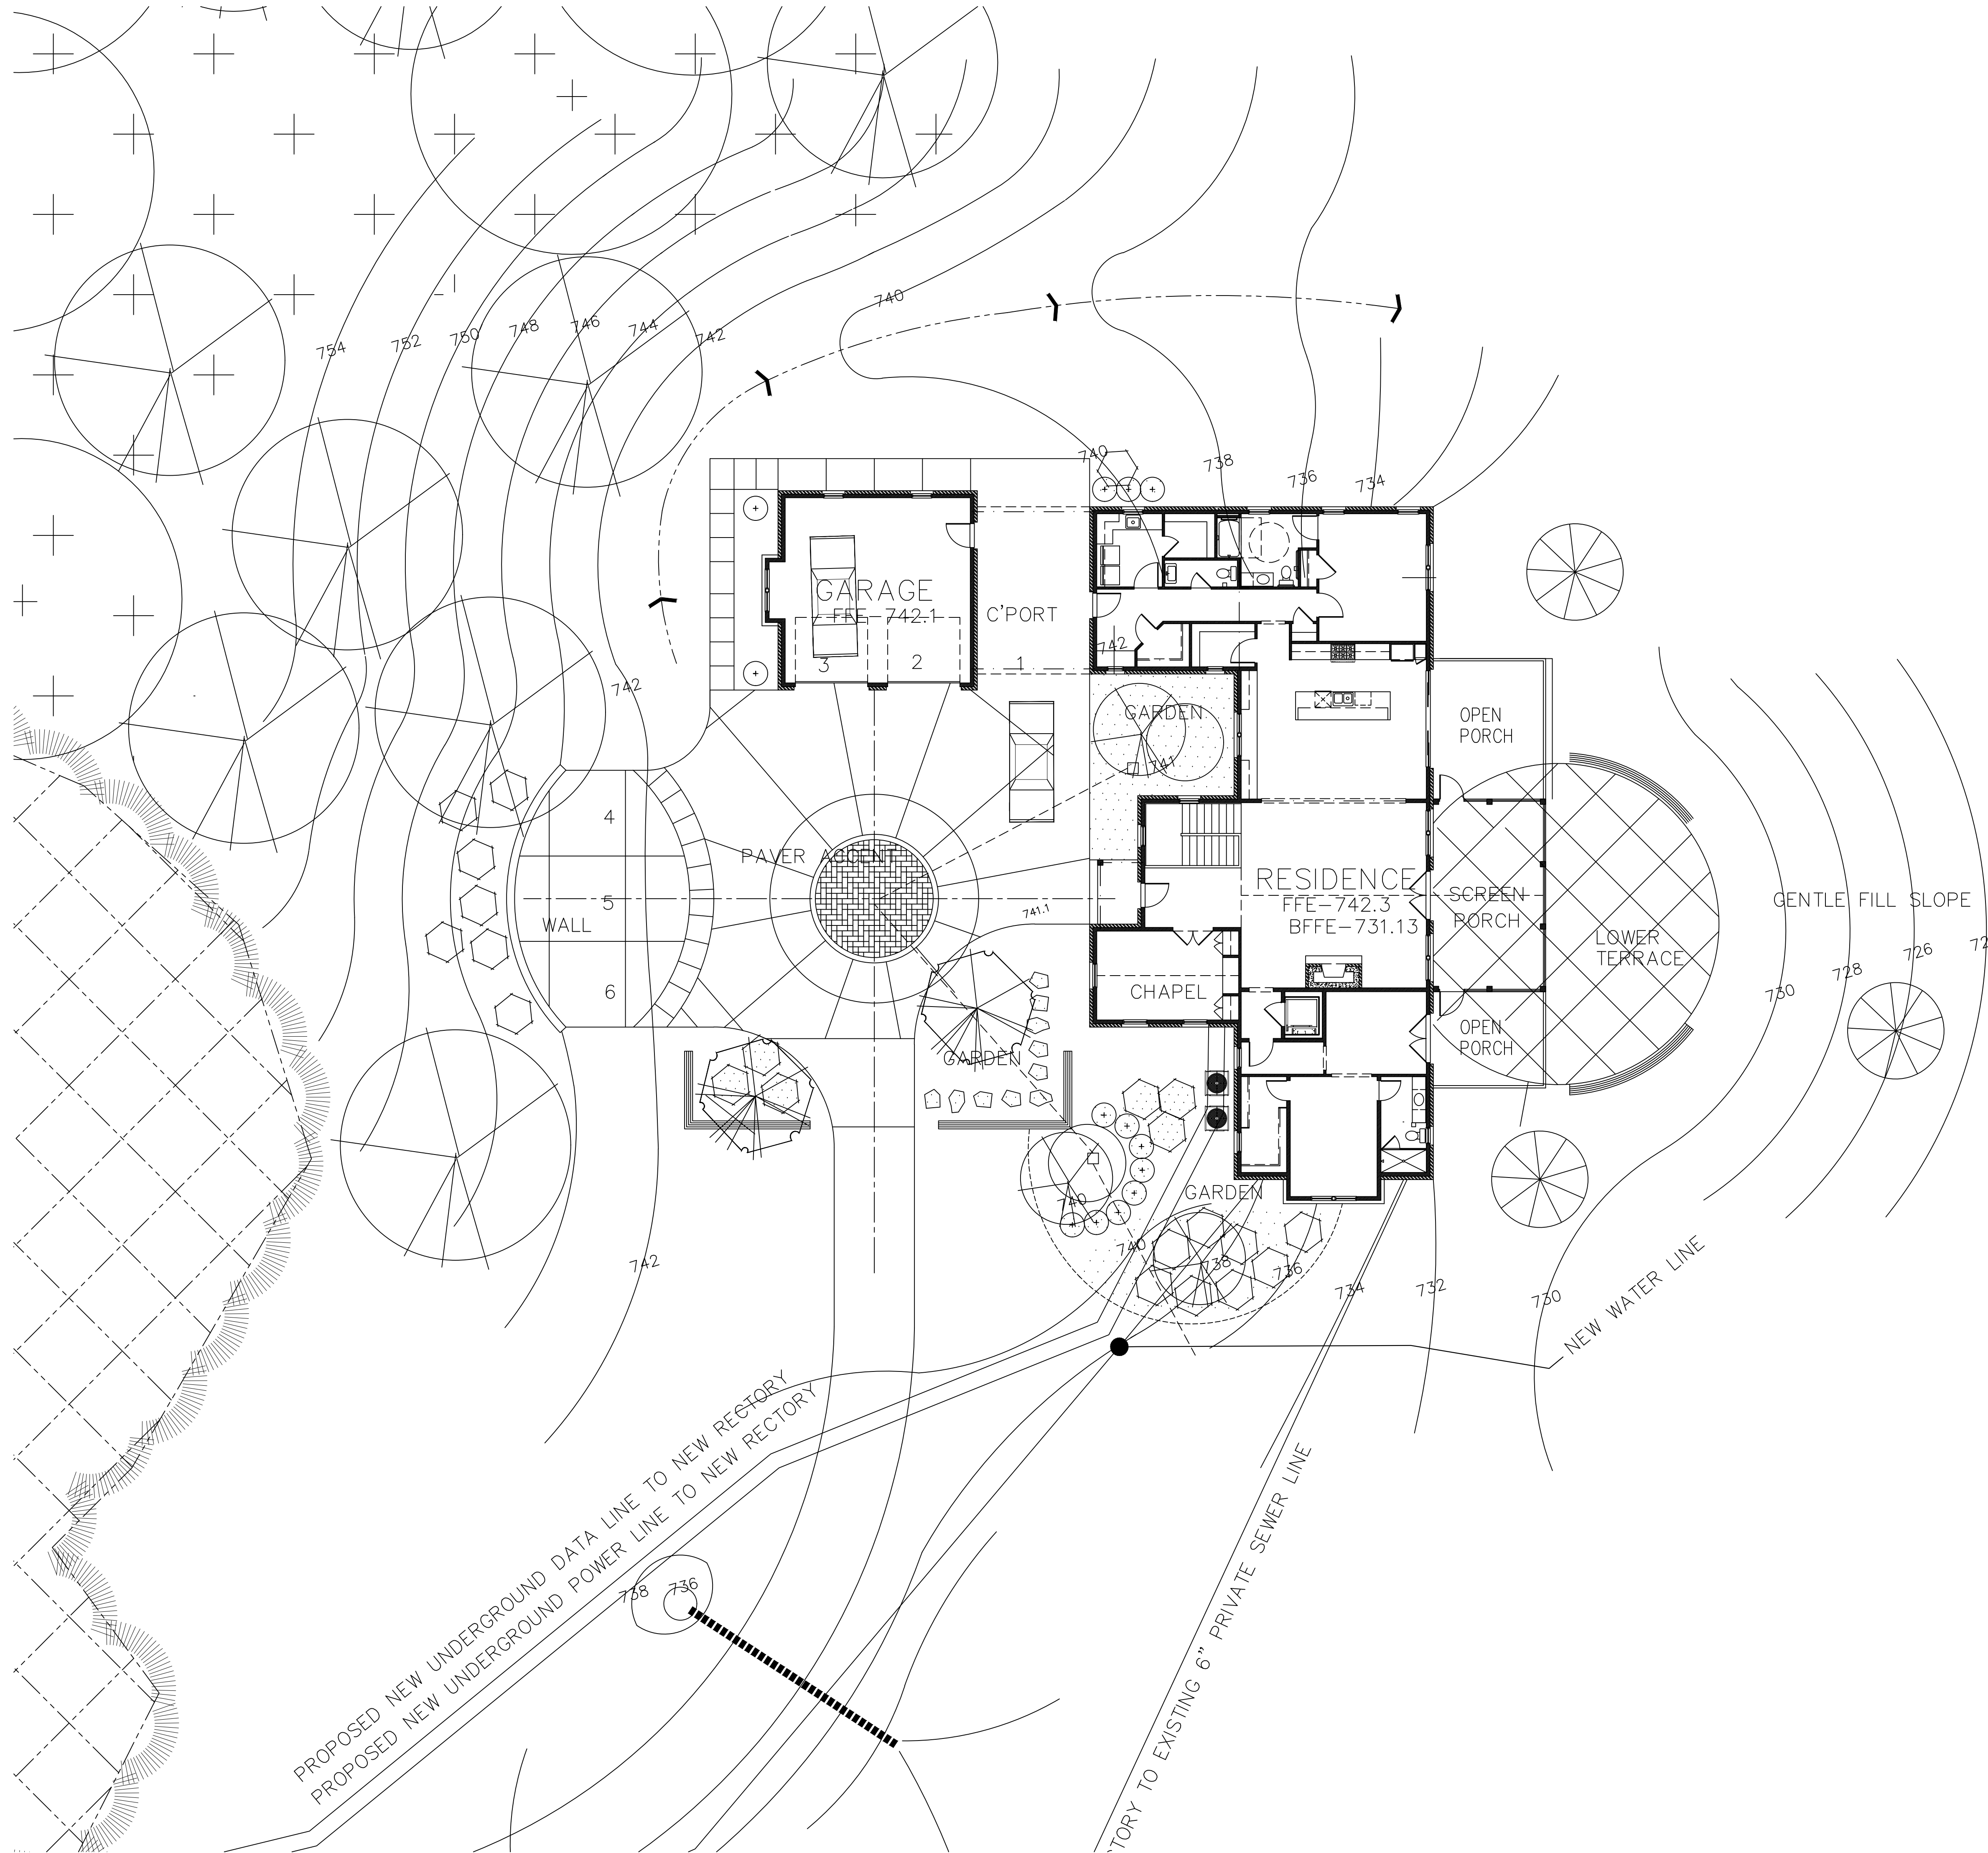 740
754
752
750
748
746
744
742
740
738
736
734
GARAGE
FFE-742.1
C'PORT
3
2
1
742
742
GARDEN
741
OPEN
PORCH
4
PAVER ACCENT
5
WALL
6
741.1
RESIDENCE
FFE-742.3
BFFE-731.13
SCREEN
PORCH
CHAPEL
LOWER
TERRACE
GENTLE FILL SLOPE
726
728
730
OPEN
PORCH
GARDEN
GARDEN
740
740
738
736
734
732
730
742
NEW WATER LINE
PROPOSED NEW UNDERGROUND DATA LINE TO NEW RECTORY
PROPOSED NEW UNDERGROUND POWER LINE TO NEW RECTORY
738
736
TORY TO EXISTING 6" PRIVATE SEWER LINE